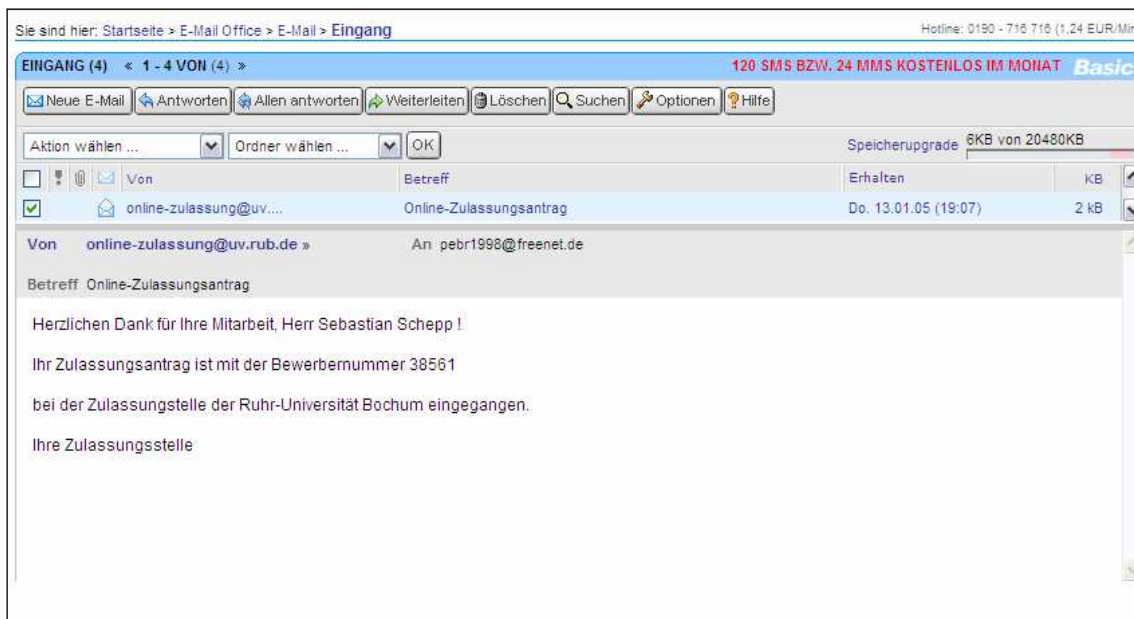 Sie sind hier: Startseite > E-Mail Office > E-Mail > Eingang Hotline: 0190 - 716 716 (1,24 EUR/Min
EINGANG (4) « 1 - 4 VON (4) » 120 SMS BZW. 24 MMS KOSTENLOS IM MONAT Basic
Neue E-Mail Antworten Allen antworten Weiterleiten Löschen Suchen Optionen Hilfe
Aktion wählen ... Ordner wählen ... OK Speicherupgrade 6KB von 20480KB
Von Betreff Erhalten KB
online-zulassung@uv.... Online-Zulassungsantrag Do. 13.01.05 (19:07) 2 kB
Von online-zulassung@uv.rub.de » An pebr1998@freenet.de
Betreff Online-Zulassungsantrag
Herzlichen Dank für Ihre Mitarbeit, Herr Sebastian Schepp !
Ihr Zulassungsantrag ist mit der Bewerbernummer 38561
bei der Zulassungstelle der Ruhr-Universität Bochum eingegangen.
Ihre Zulassungsstelle